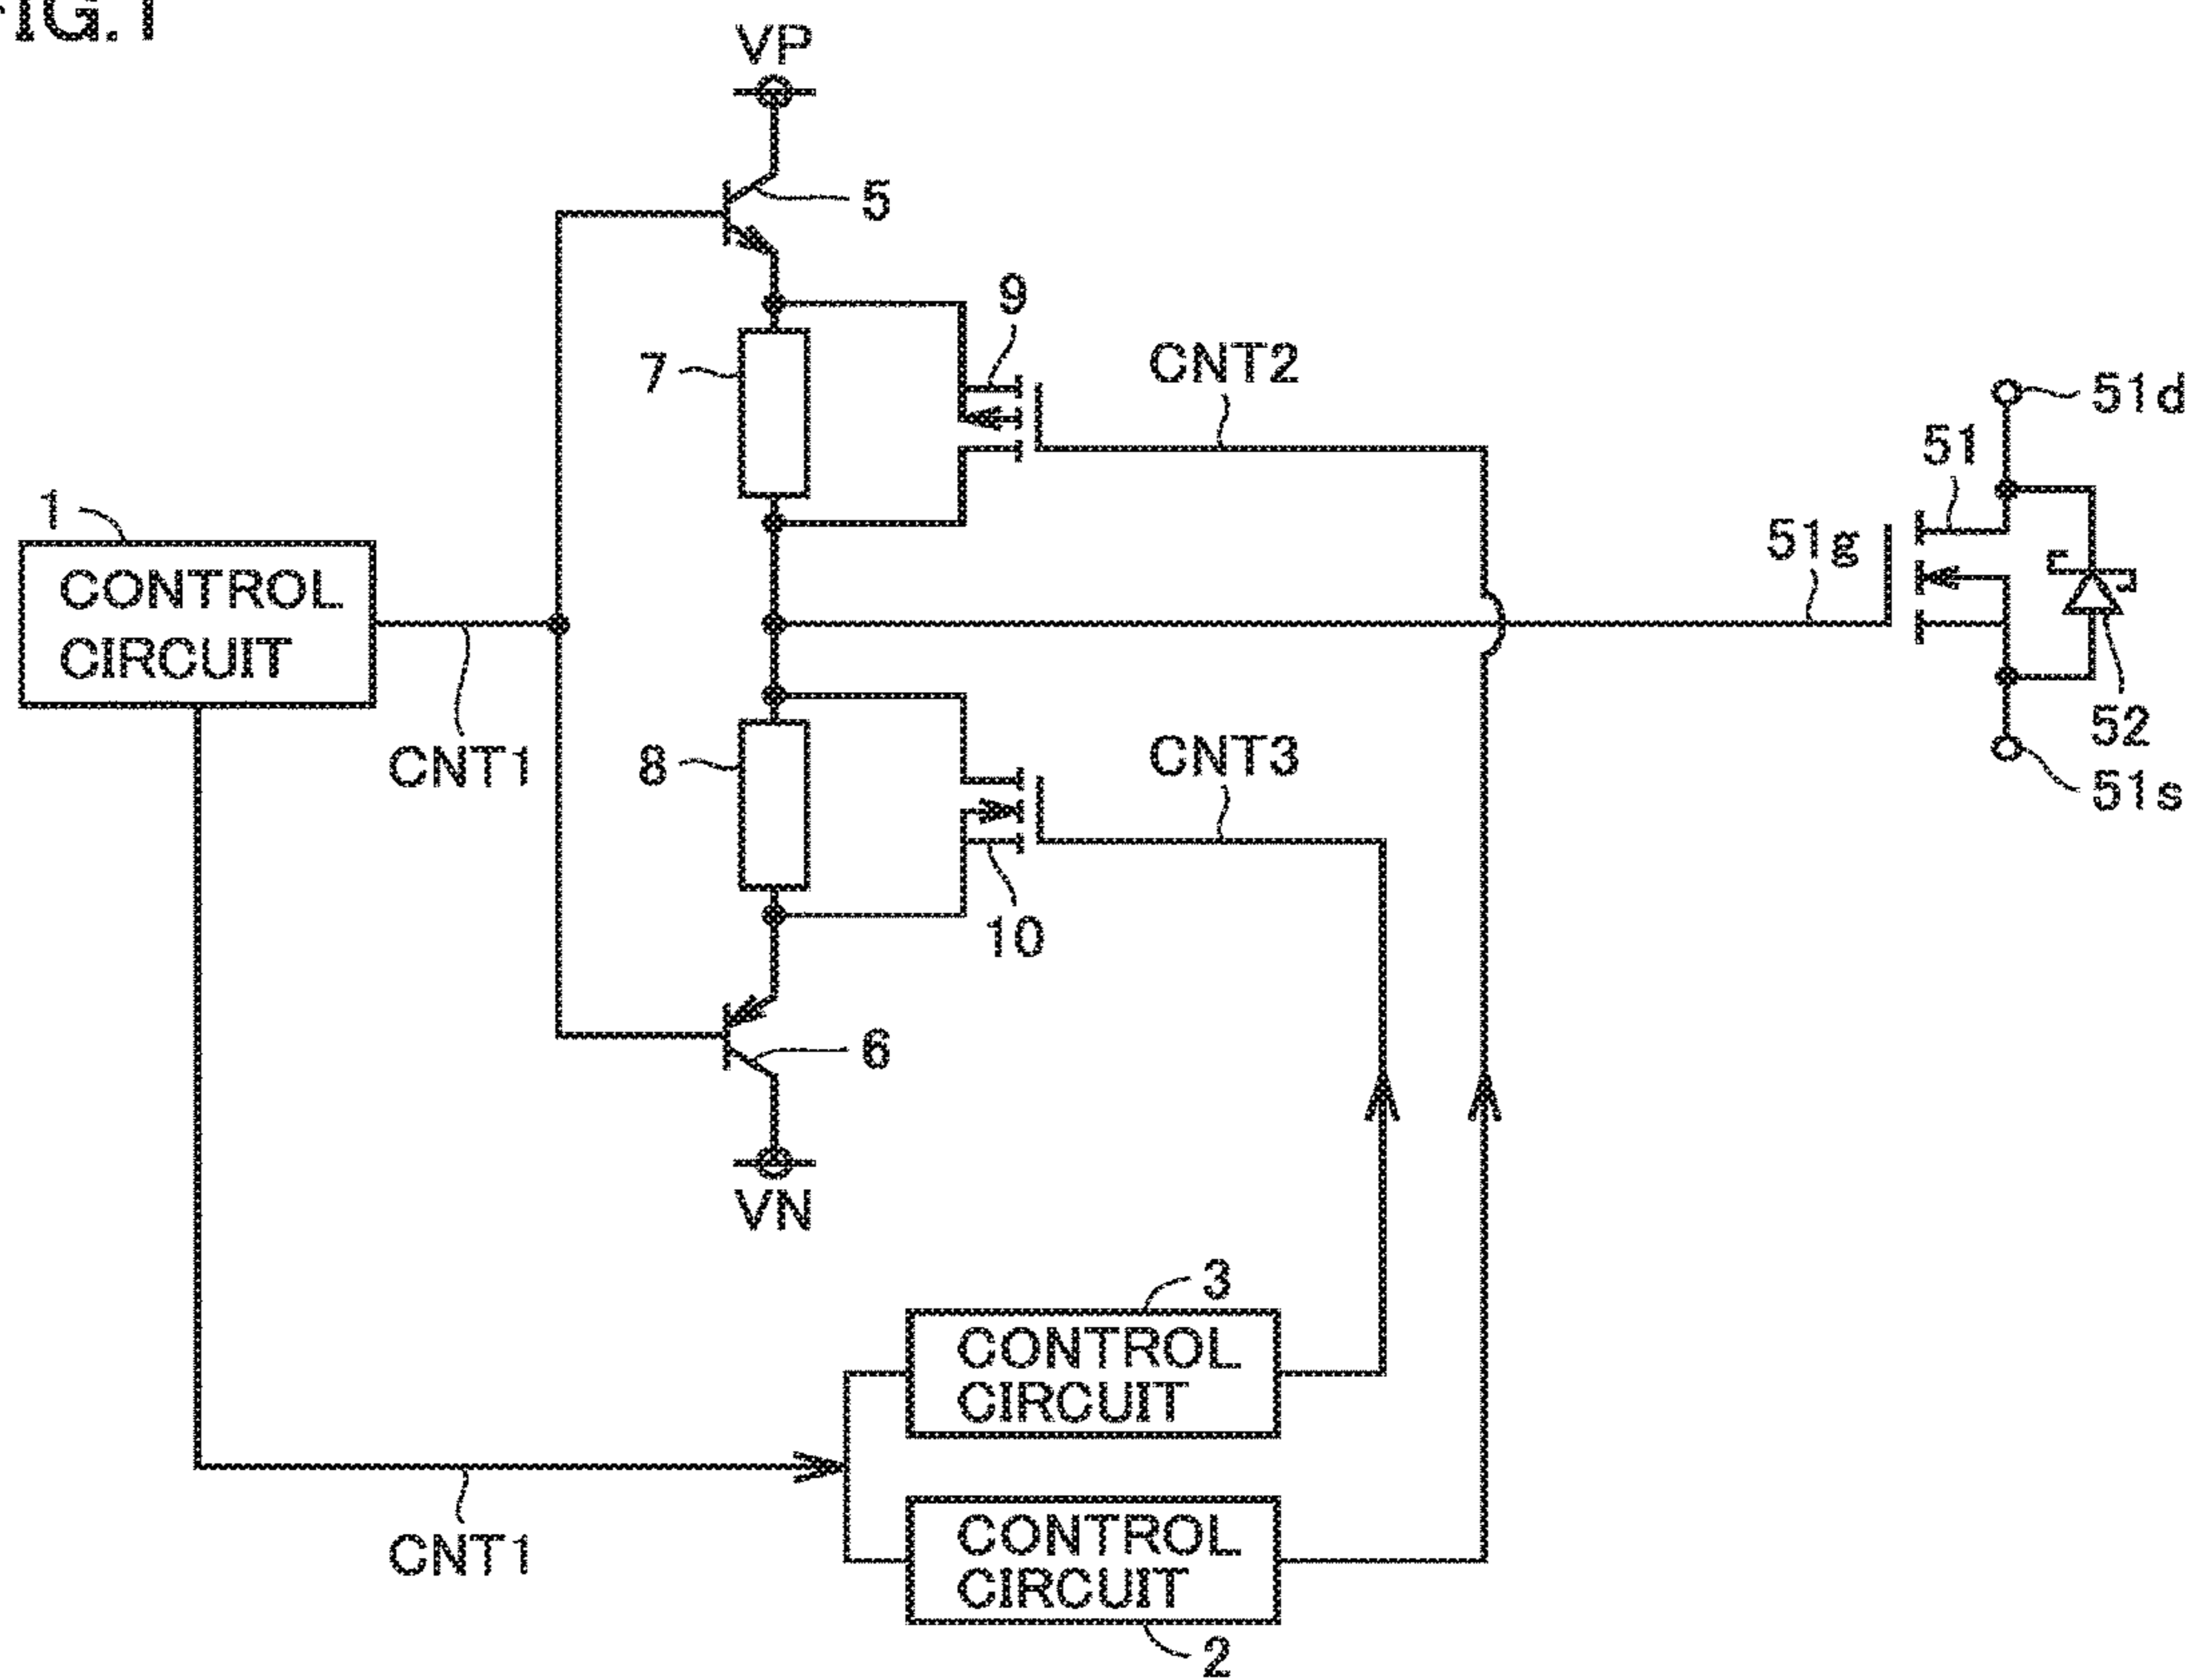 FIG.1
VP
5
9
7
CNT2
51d
51
51g
1
CONTROL
CIRCUIT
CNT1
8
CNT3
52
51s
10
6
VN
3
CONTROL
CIRCUIT
CNT1
CONTROL
CIRCUIT
2